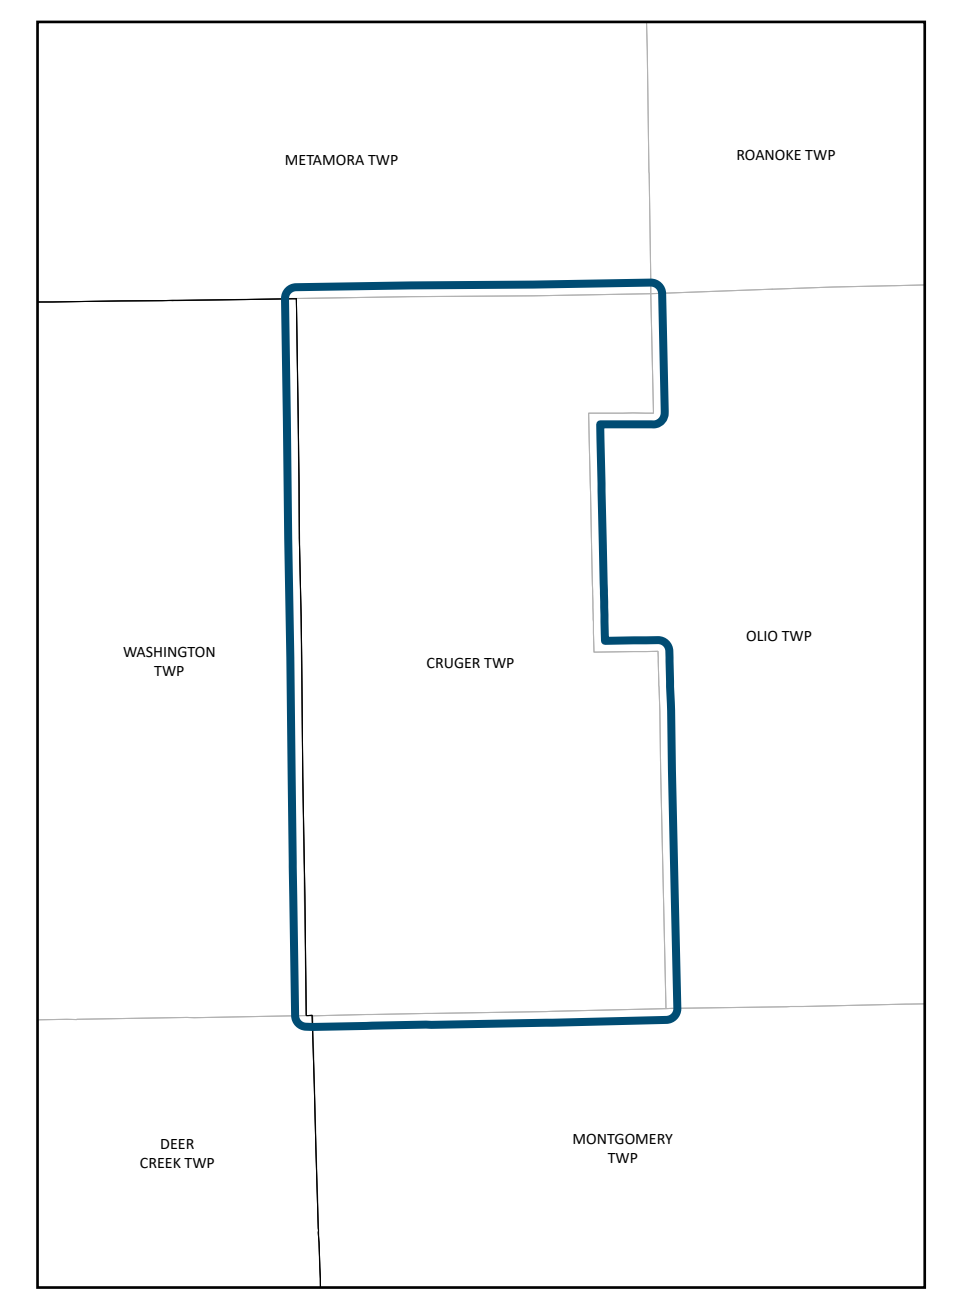 METAMORA TWP
ROANOKE TWP
WASHINGTON
TWP
CRUGER TWP
OLIO TWP
DEER
CREEK TWP
MONTGOMERY
TWP